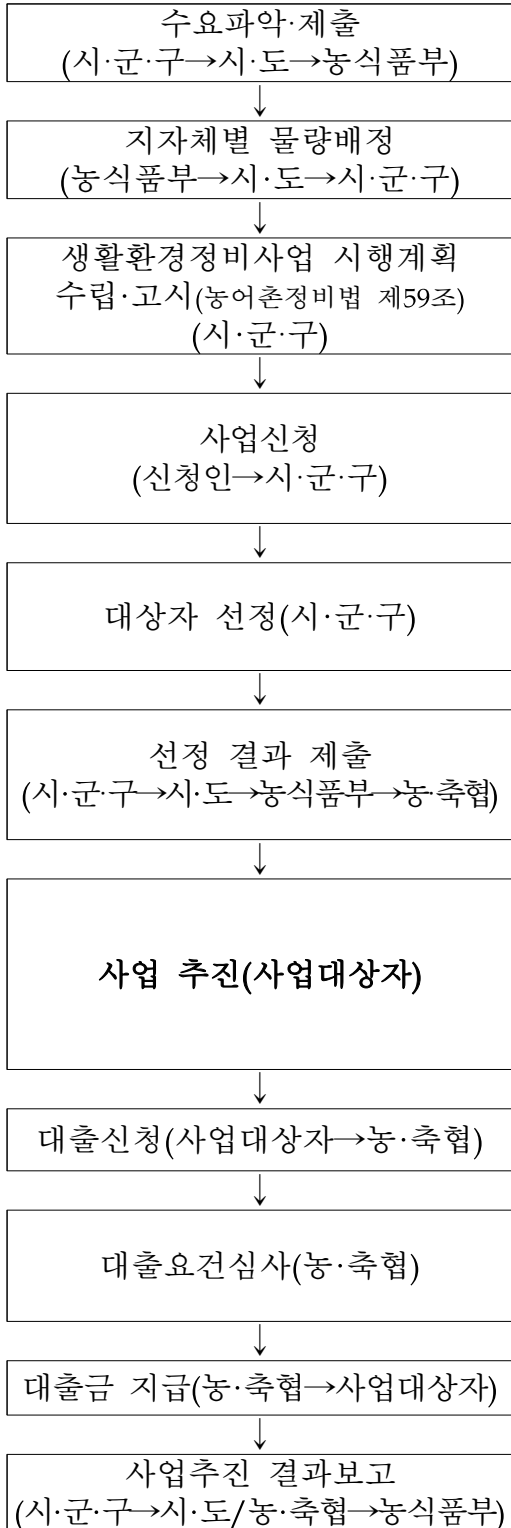 수요파악·제출
(시·군·구→시·도→농식품부)
↓
지자체별 물량배정
(농식품부→시·도→시·군·구)
↓
생활환경정비사업 시행계획
수립·고시(농어촌정비법 제59조)
(시·군·구)
↓
사업신청
(신청인→시·군·구)
↓
대상자 선정(시·군·구)
↓
선정 결과 제출
(시·군·구→시·도→농식품부→농·축협)
↓
사업 추진(사업대상자)
↓
대출신청(사업대상자→농·축협)
↓
대출요건심사(농·축협)
↓
대출금 지급(농·축협→사업대상자)
↓
사업추진 결과보고
(시·군·구→시·도/농·축협→농식품부)